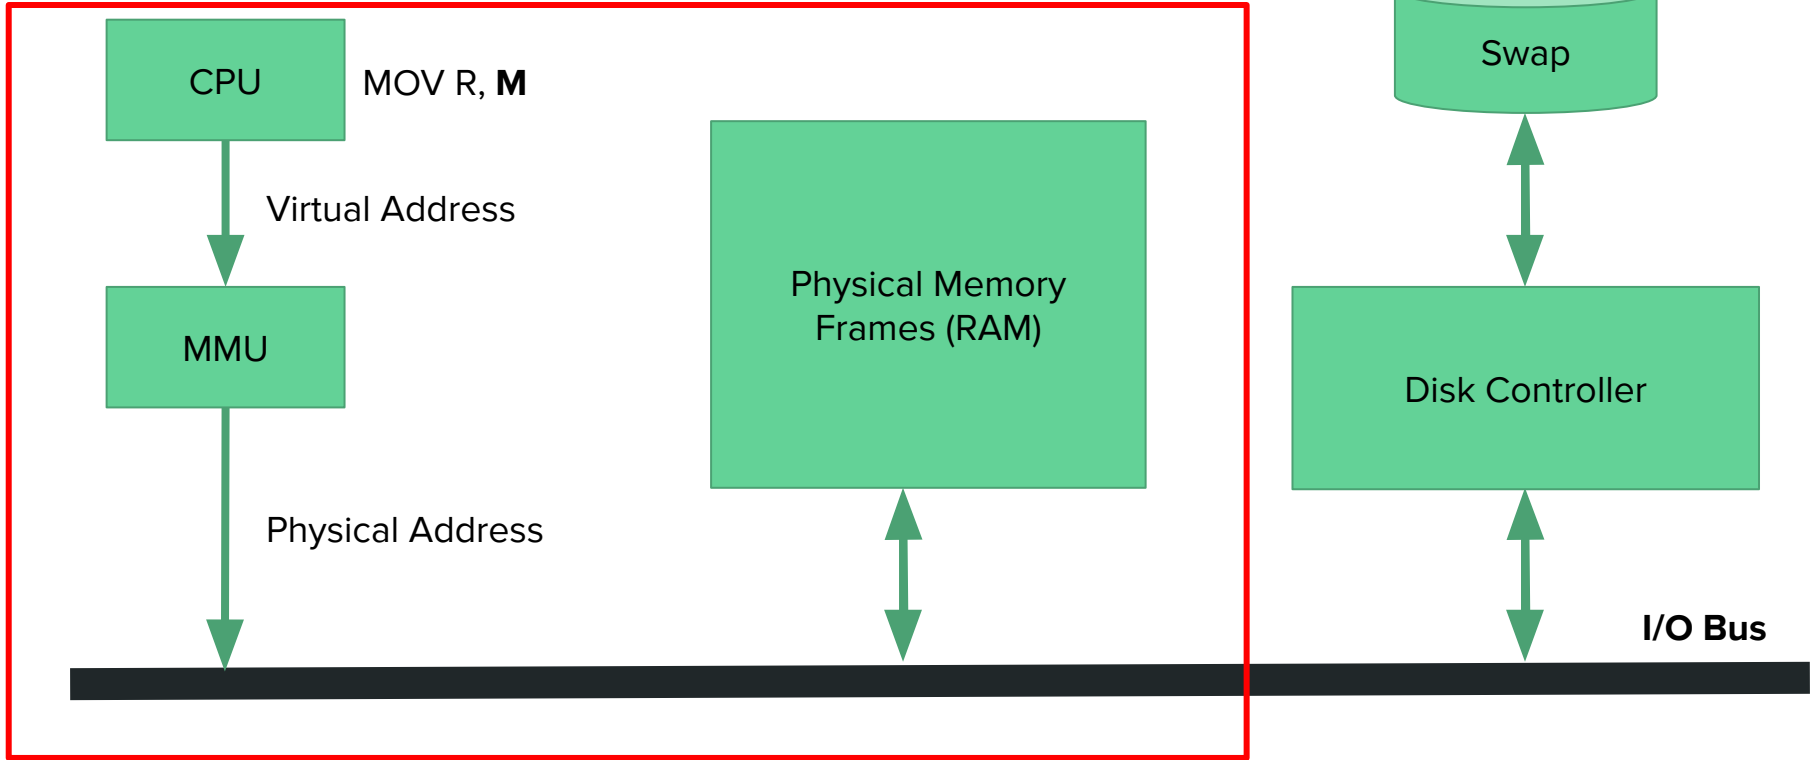 CPU
MOV R, M
Swap
Virtual Address
Physical Memory
Frames (RAM)
MMU
Disk Controller
Physical Address
I/O Bus